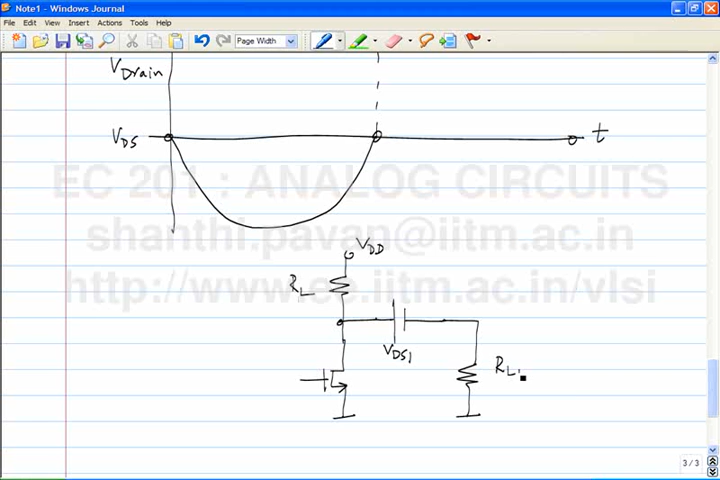 Note1 - Windows Journal
File Edit View Insert Actions Tools Help
Page Width
VDrain
VDS
t
EC 201 : ANALOG CIRCUITS
shanthi.pavan@iitm.ac.in
VDD
http://www.ee.iitm.ac.in/vlsi
RL
VDS1
RL1
3 / 3